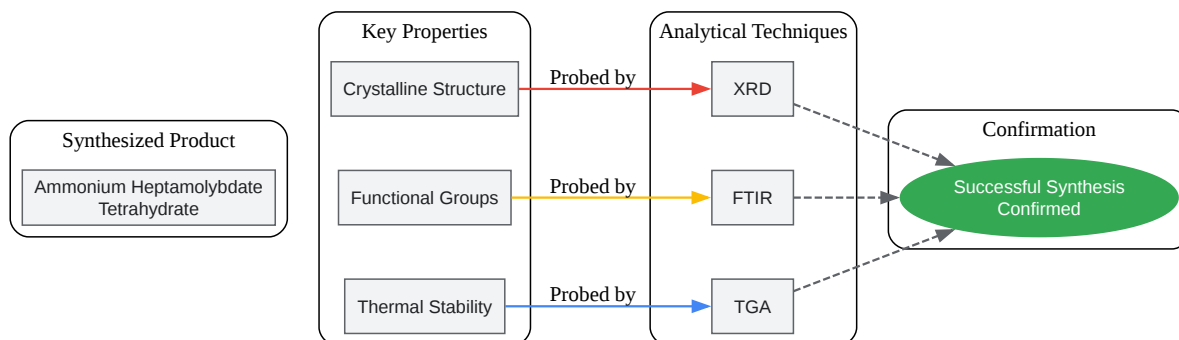 Synthesized Product
Ammonium Heptamolybdate
Tetrahydrate
Key Properties
Crystalline Structure
Functional Groups
Thermal Stability
Probed by
Probed by
Probed by
Analytical Techniques
XRD
FTIR
TGA
Confirmation
Successful Synthesis
Confirmed